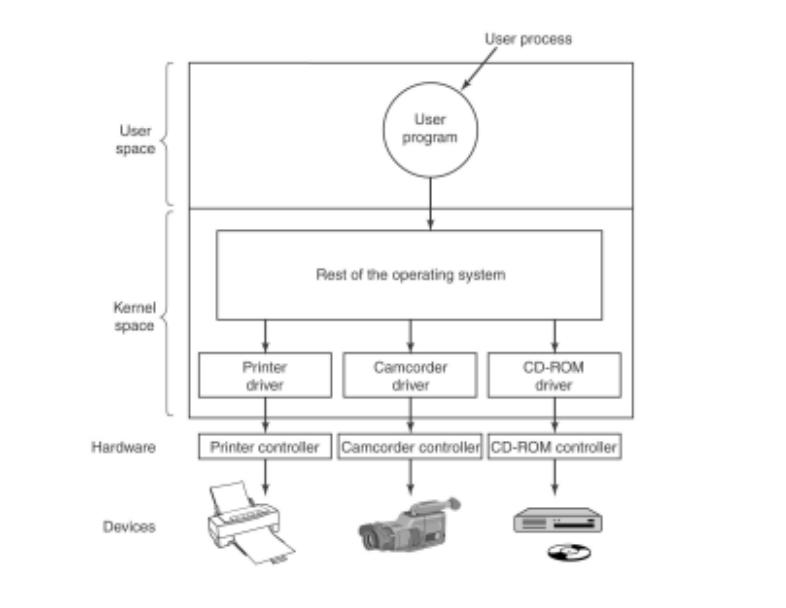 User process
User
program
User
space
Rest of the operating system
Kernel
space
Printer
driver
Camcorder
driver
CD-ROM
driver
Hardware
Printer controller
Camcorder controller
CD-ROM controller
Devices